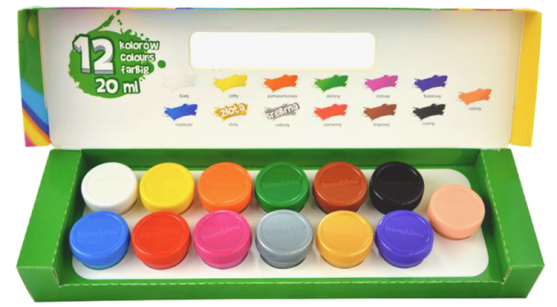 12 kolorów
colours
farbig
20 ml
biały
żółty
pomarańczowy
zielony
różowy
fioletowy
niebieski
złota
złoty
srebrna
srebrny
czerwony
brązowy
czarny
cielisty